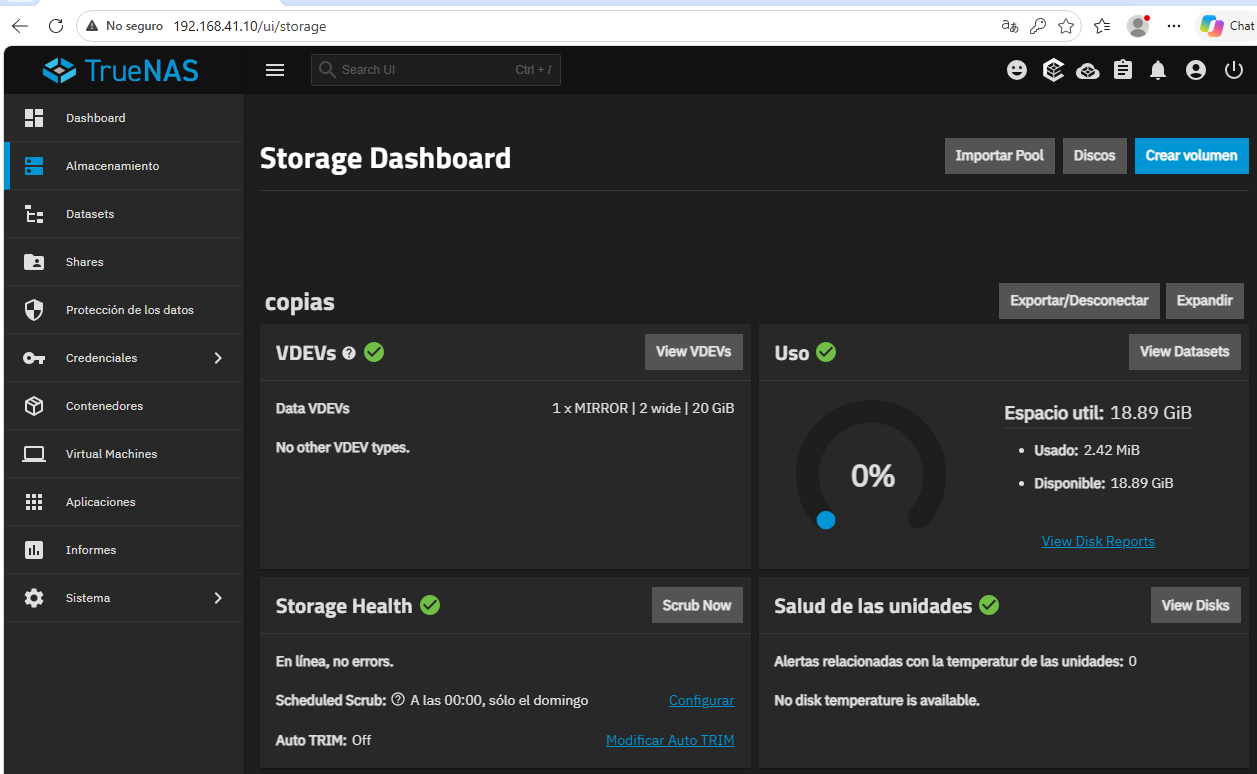 No seguro 192.168.41.10/ui/storage
Chat
TrueNAS
Search UI Ctrl + /
Dashboard
Almacenamiento
Datasets
Shares
Protección de los datos
Credenciales
Contenedores
Virtual Machines
Aplicaciones
Informes
Sistema
Storage Dashboard
Importar Pool Discos Crear volumen
copias
Exportar/Desconectar Expandir
VDEVs View VDEVs
Data VDEVs 1 x MIRROR | 2 wide | 20 GiB
No other VDEV types.
Uso View Datasets
0%
Espacio util: 18.89 GiB
• Usado: 2.42 MiB
• Disponible: 18.89 GiB
View Disk Reports
Storage Health Scrub Now
En línea, no errors.
Scheduled Scrub: A las 00:00, sólo el domingo Configurar
Auto TRIM: Off Modificar Auto TRIM
Salud de las unidades View Disks
Alertas relacionadas con la temperatur de las unidades: 0
No disk temperature is available.